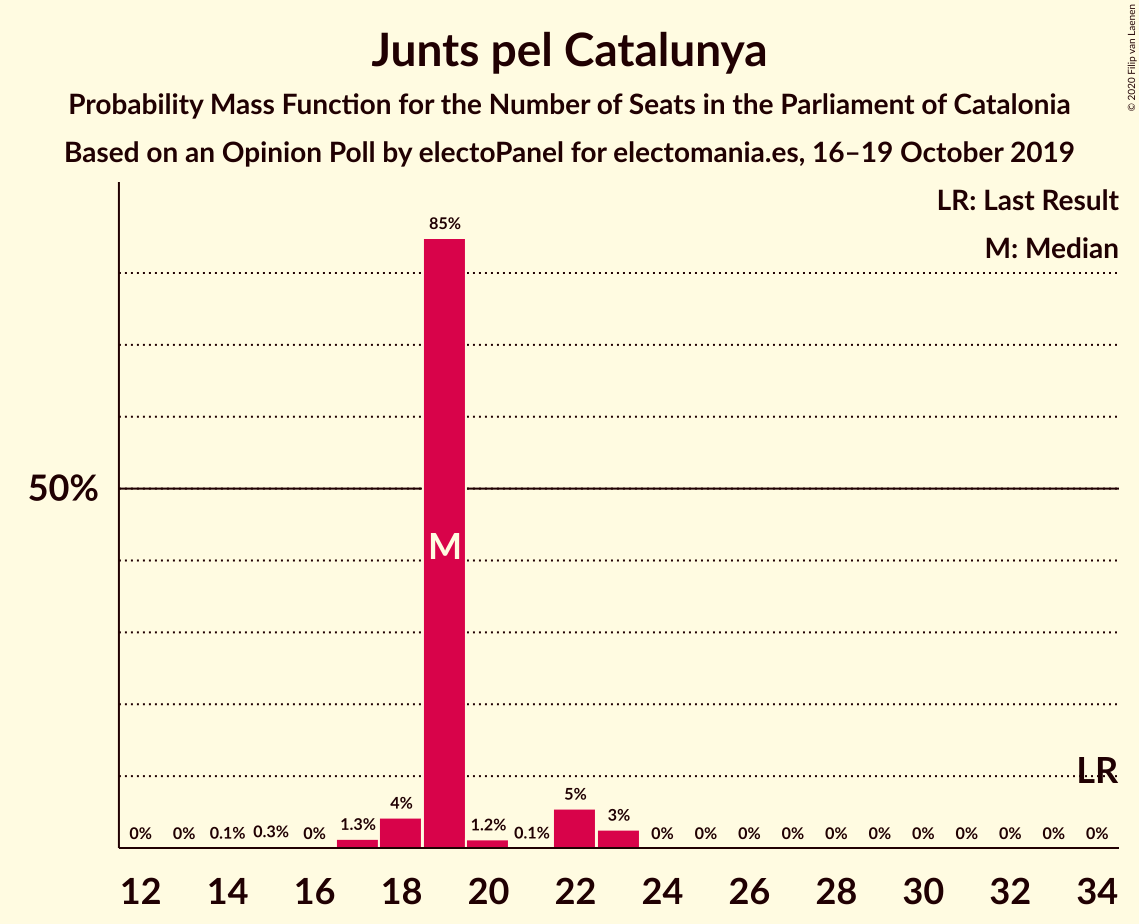 Junts pel Catalunya
Probability Mass Function for the Number of Seats in the Parliament of Catalonia
Based on an Opinion Poll by electoPanel for electomania.es, 16–19 October 2019
© 2020 Filip van Laenen
LR: Last Result
M: Median
85%
50%
M
LR
0% 0% 0.1% 0.3% 0% 1.3% 4% 1.2% 0.1% 5% 3% 0% 0% 0% 0% 0% 0% 0% 0% 0% 0% 0%
12 14 16 18 20 22 24 26 28 30 32 34